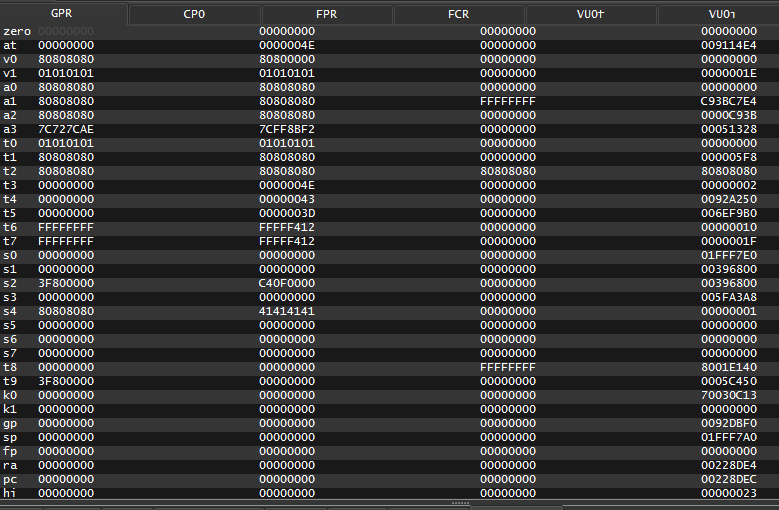 GPR CP0 FPR FCR VU0f VU0i
zero 00000000 00000000 00000000 00000000
at 00000000 0000004E 00000000 009114E4
v0 80808080 80800000 00000000 00000000
v1 01010101 01010101 00000000 0000001E
a0 80808080 80808080 00000000 00000000
a1 80808080 80808080 FFFFFFFF C93BC7E4
a2 80808080 80808080 00000000 0000C93B
a3 7C727CAE 7CFF8BF2 00000000 00051328
t0 01010101 01010101 00000000 00000000
t1 80808080 80808080 00000000 000005F8
t2 80808080 80808080 80808080 80808080
t3 00000000 0000004E 00000000 00000002
t4 00000000 00000043 00000000 0092A250
t5 00000000 0000003D 00000000 006EF9B0
t6 FFFFFFFF FFFFF412 00000000 00000010
t7 FFFFFFFF FFFFF412 00000000 0000001F
s0 00000000 00000000 00000000 01FFF7E0
s1 00000000 00000000 00000000 00396800
s2 3F800000 C40F0000 00000000 00396800
s3 00000000 00000000 00000000 005FA3A8
s4 80808080 41414141 00000000 00000001
s5 00000000 00000000 00000000 00000000
s6 00000000 00000000 00000000 00000000
s7 00000000 00000000 00000000 00000000
t8 00000000 00000000 FFFFFFFF 8001E140
t9 3F800000 00000000 00000000 0005C450
k0 00000000 00000000 00000000 70030C13
k1 00000000 00000000 00000000 00000000
gp 00000000 00000000 00000000 0092DBF0
sp 00000000 00000000 00000000 01FFF7A0
fp 00000000 00000000 00000000 00000000
ra 00000000 00000000 00000000 00228DE4
pc 00000000 00000000 00000000 00228DEC
hi 00000000 00000000 00000000 00000023